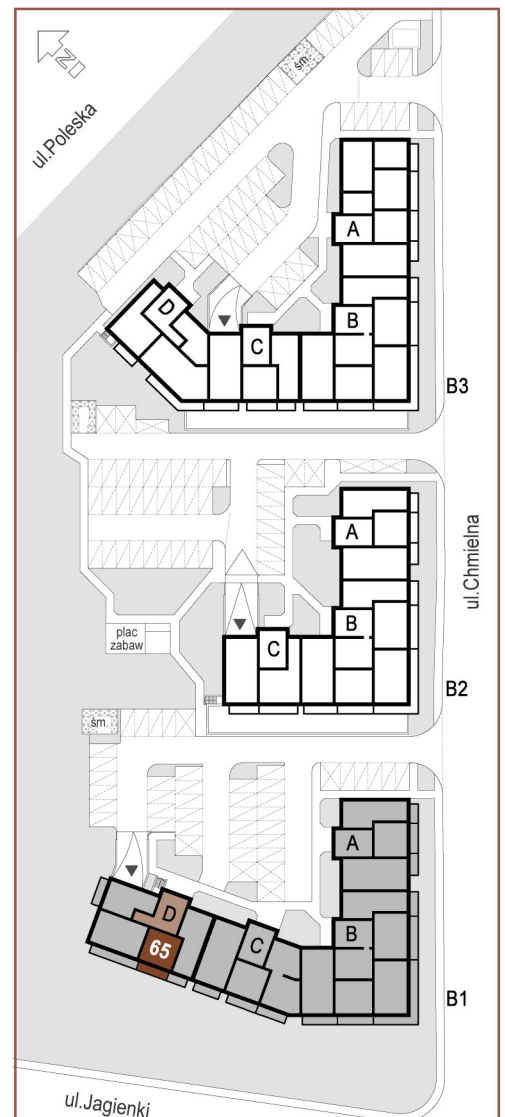 N
śm.
ul.Poleska
A
D
B
C
B3
A
ul.Chmielna
B
plac
zabaw
C
B2
śm.
A
D
B
C
65
B1
ul.Jagienki